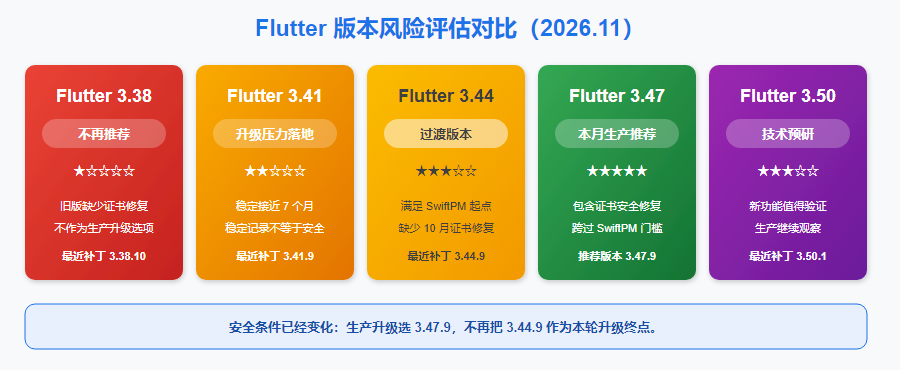 Flutter 版本风险评估对比（2026.11）
Flutter 3.38
不再推荐
★☆☆☆☆
旧版缺少证书修复
不作为生产升级选项
最近补丁 3.38.10
Flutter 3.41
升级压力落地
★★☆☆☆
稳定接近 7 个月
稳定记录不等于安全
最近补丁 3.41.9
Flutter 3.44
过渡版本
★★★☆☆
满足 SwiftPM 起点
缺少 10 月证书修复
最近补丁 3.44.9
Flutter 3.47
本月生产推荐
★★★★★
包含证书安全修复
跨过 SwiftPM 门槛
推荐版本 3.47.9
Flutter 3.50
技术预研
★★★☆☆
新功能值得验证
生产继续观察
最近补丁 3.50.1
安全条件已经变化：生产升级选 3.47.9，不再把 3.44.9 作为本轮升级终点。